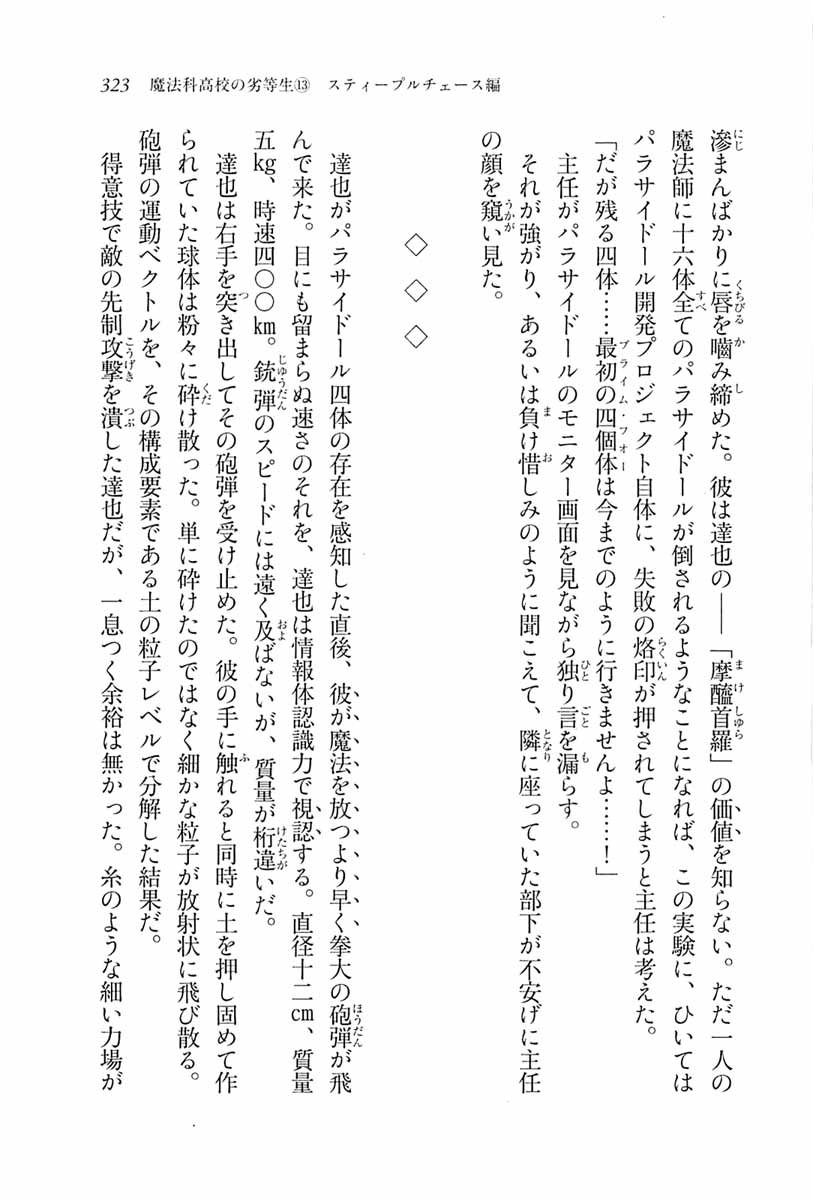 323　魔法科高校の劣等生⑬　スティープルチェース編
滲まんばかりに唇を嚙み締めた。彼は達也の――「摩醯首羅」の価値を知らない。ただ一人の
魔法師に十六体全てのパラサイドールが倒されるようなことになれば、この実験に、ひいては
パラサイドール開発プロジェクト自体に、失敗の烙印が押されてしまうと主任は考えた。
「だが残る四体……最初の四個体は今までのように行きませんよ……！」
主任がパラサイドールのモニター画面を見ながら独り言を漏らす。
それが強がり、あるいは負け惜しみのように聞こえて、隣に座っていた部下が不安げに主任
の顔を窺い見た。
◇　◇　◇
達也がパラサイドール四体の存在を感知した直後、彼が魔法を放つより早く拳大の砲弾が飛
んで来た。目にも留まらぬ速さのそれを、達也は情報体認識力で視認する。直径十二cm、質量
五kg、時速四〇〇km。銃弾のスピードには遠く及ばないが、質量が桁違いだ。
達也は右手を突き出してその砲弾を受け止めた。彼の手に触れると同時に土を押し固めて作
られていた球体は粉々に砕け散った。単に砕けたのではなく細かな粒子が放射状に飛び散る。
砲弾の運動ベクトルを、その構成要素である土の粒子レベルで分解した結果だ。
得意技で敵の先制攻撃を潰した達也だが、一息つく余裕は無かった。糸のような細い力場が